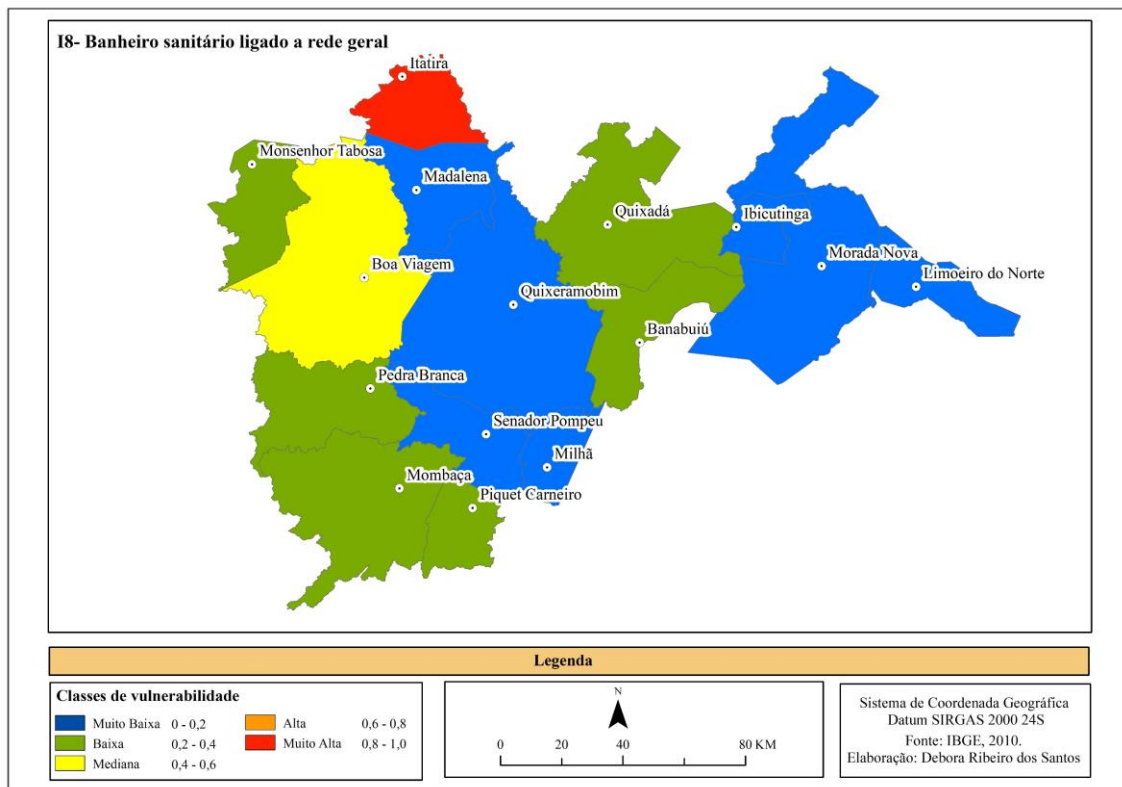 I8- Banheiro sanitário ligado a rede geral
Itatira
Monsenhor Tabosa
Madalena
Quixadá
Ibicutinga
Morada Nova
Boa Viagem
Limoeiro do Norte
Quixeramobim
Banabuiú
Pedra Branca
Senador Pompeu
Milhã
Mombaça
Piquet Carneiro
Legenda
Classes de vulnerabilidade
Muito Baixa 0 - 0,2
Baixa 0,2 - 0,4
Mediana 0,4 - 0,6
Alta 0,6 - 0,8
Muito Alta 0,8 - 1,0
N
0 20 40 80 KM
Sistema de Coordenada Geográfica
Datum SIRGAS 2000 24S
Fonte: IBGE, 2010.
Elaboração: Debora Ribeiro dos Santos